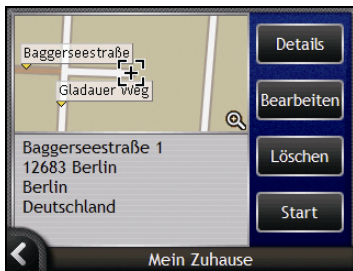 Baggerseestraße
Gladauer Weg
Details
Bearbeiten
Löschen
Start
Baggerseestraße 1
12683 Berlin
Berlin
Deutschland
Mein Zuhause